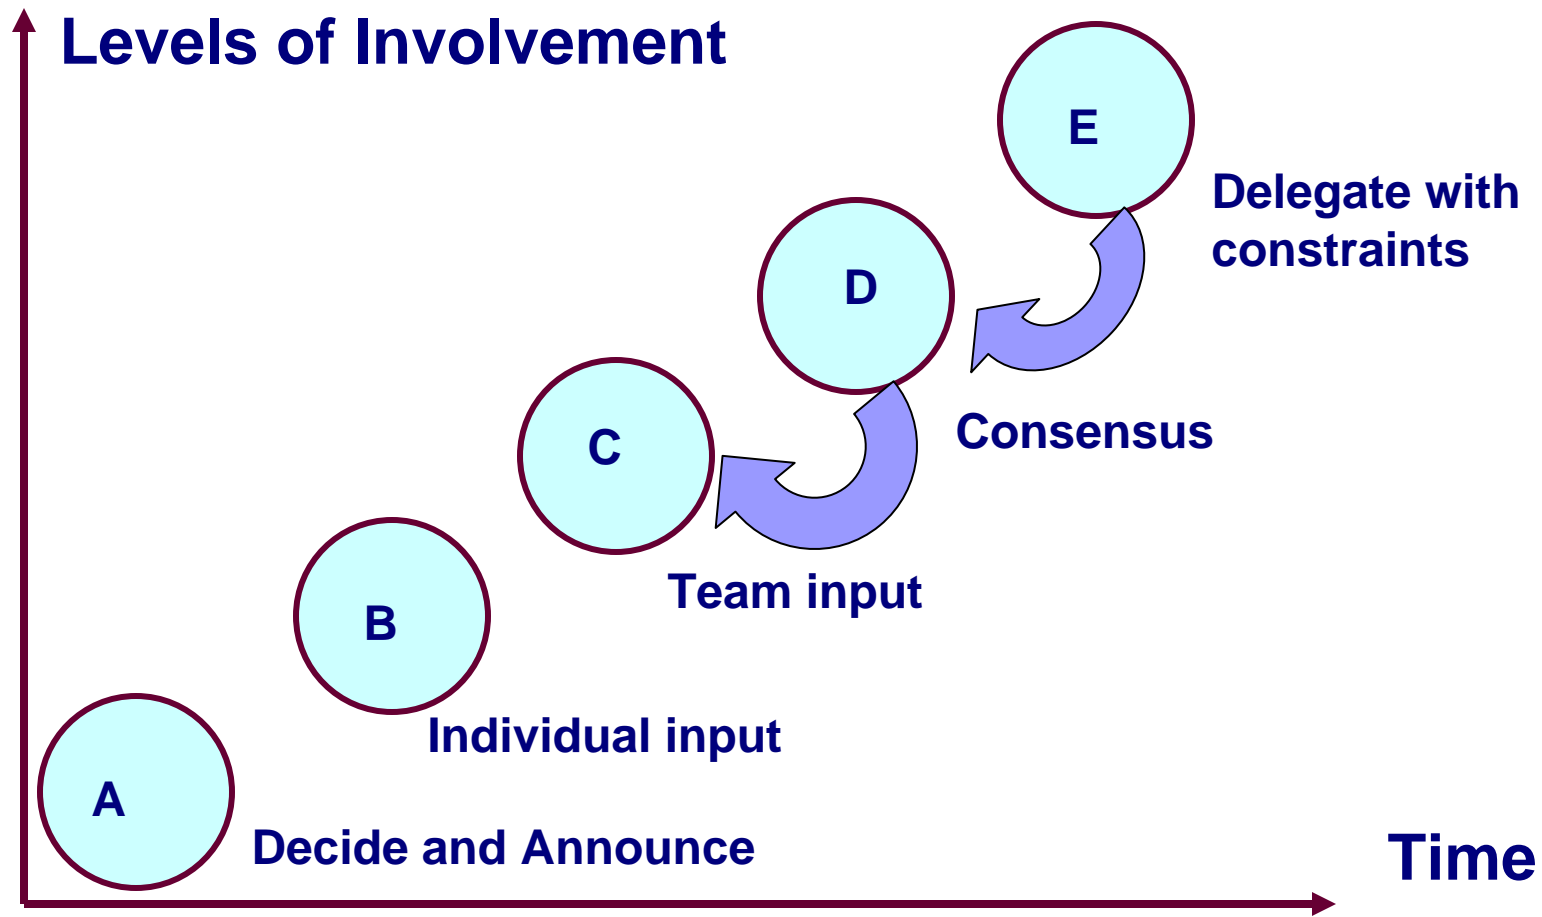 Levels of Involvement
E
Delegate with
constraints
D
Consensus
C
Team input
B
Individual input
A
Decide and Announce
Time